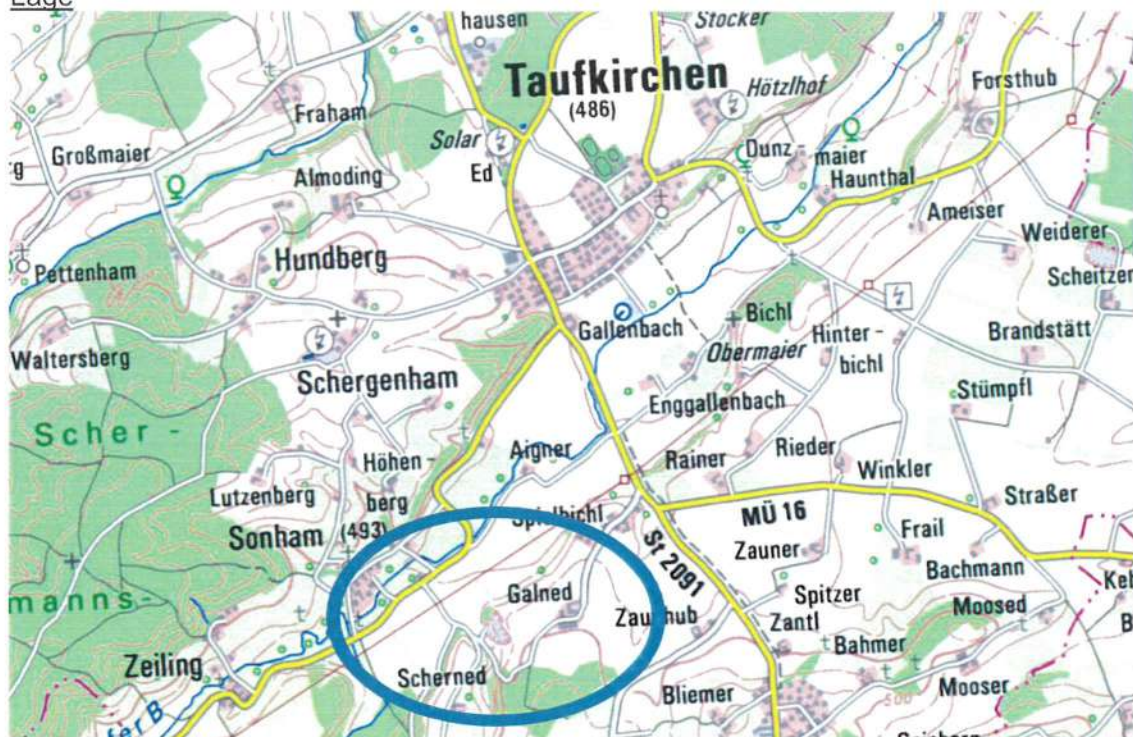 Lage
hausen
Stocker
Taufkirchen
(486)
Hötzlhof
Forsthub
Fraham
Solar
Großmaier
Ed
Dunz-
maier
Almoding
Haunthal
Ameiser
Weiderer
Hundberg
Pettenham
Scheitzer
Bichl
Gallenbach
Hinter-
bichl
Brandstätt
Waltersberg
Obermaier
Schergenham
Stümpfl
Enggallenbach
Scher-
Aigner
Rieder
Höhen-
berg
Rainer
Winkler
Lutzenberg
Straßer
Spielbichl
MÜ 16
Sonham (493)
St 2091
Frail
Zauner
Bachmann
manns-
Galned
Spitzer
Moosed
Zantl
Bahmer
Zeiling
Scherned
Bliemer
Mooser
500